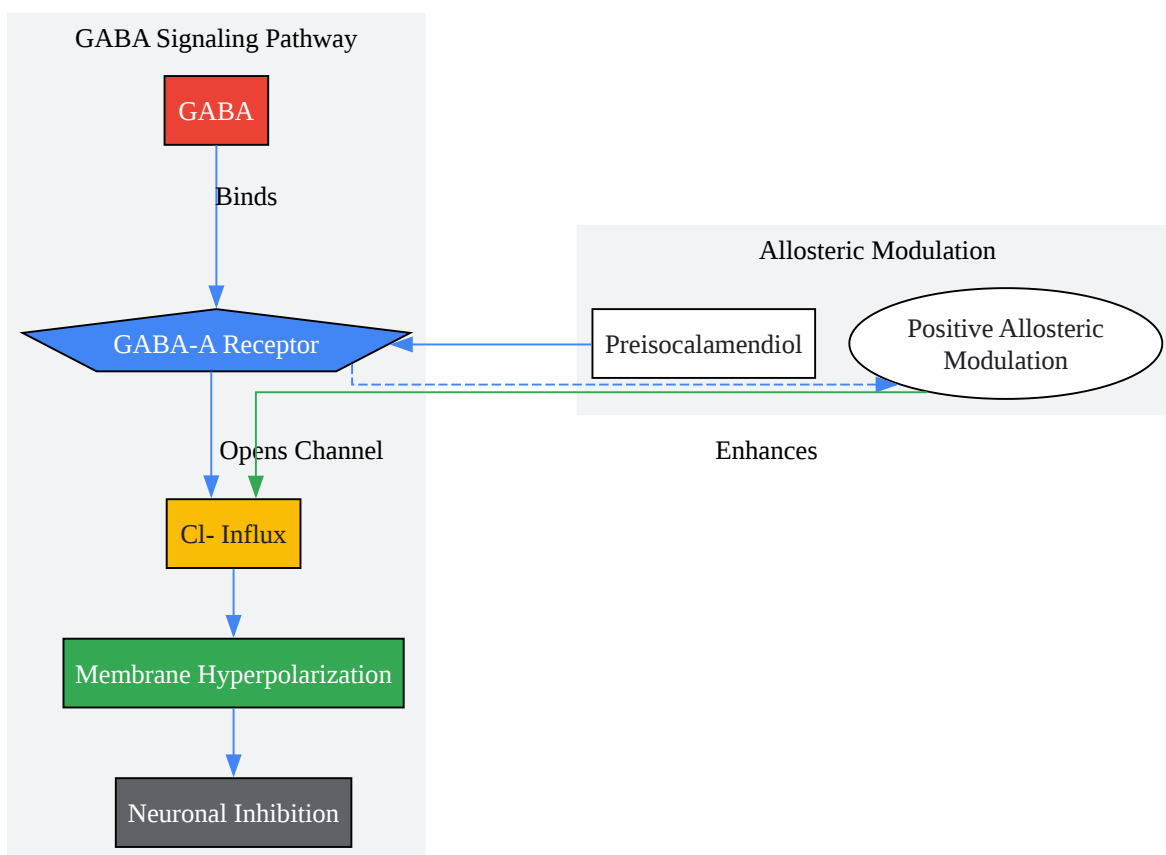 GABA Signaling Pathway
GABA
Binds
Allosteric Modulation
GABA-A Receptor
Preisocalamendiol
Positive Allosteric
Modulation
Opens Channel
Enhances
Cl- Influx
Membrane Hyperpolarization
Neuronal Inhibition